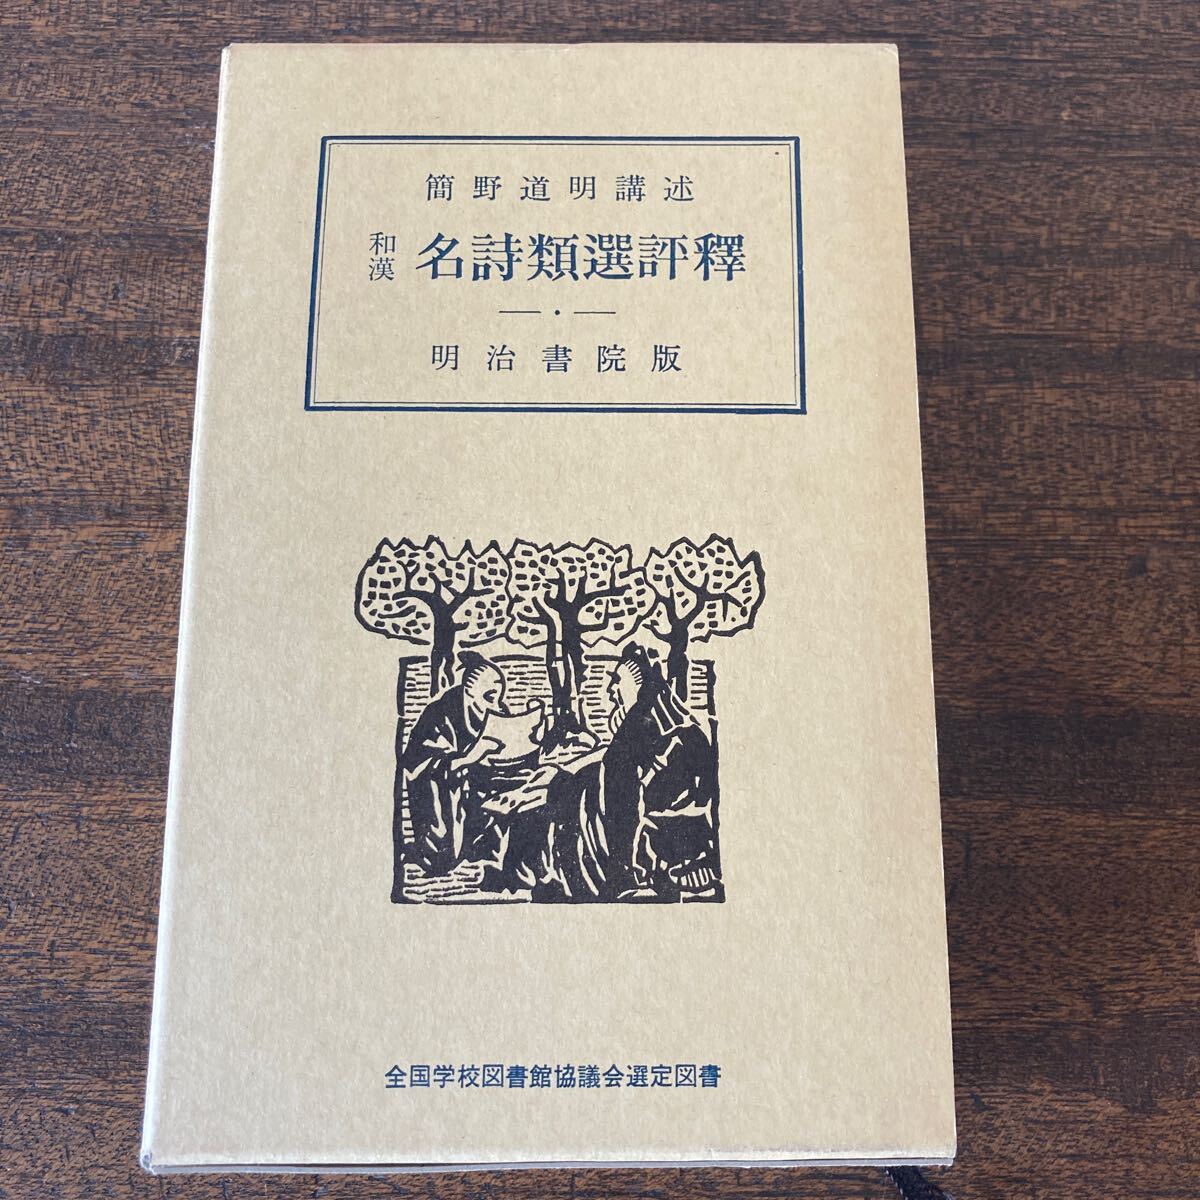 簡野道明講述
和漢 名詩類選評釋
明治書院版
全国学校図書館協議会選定図書